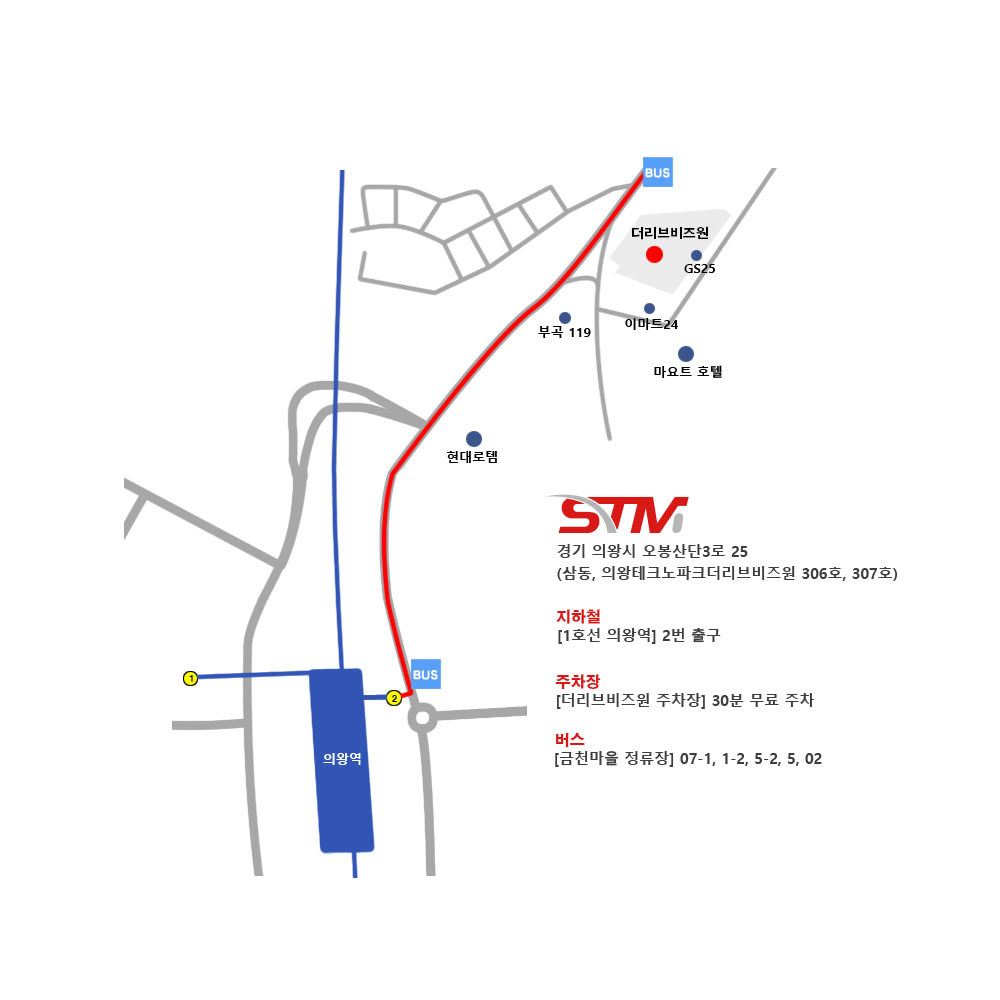 BUS
더리브비즈원
GS25
이마트24
부곡 119
마요트 호텔
현대로템
STMi
경기 의왕시 오봉산단3로 25
(삼동, 의왕테크노파크더리브비즈원 306호, 307호)
지하철
[1호선 의왕역] 2번 출구
BUS
1
2
주차장
[더리브비즈원 주차장] 30분 무료 주차
버스
의왕역
[금천마을 정류장] 07-1, 1-2, 5-2, 5, 02